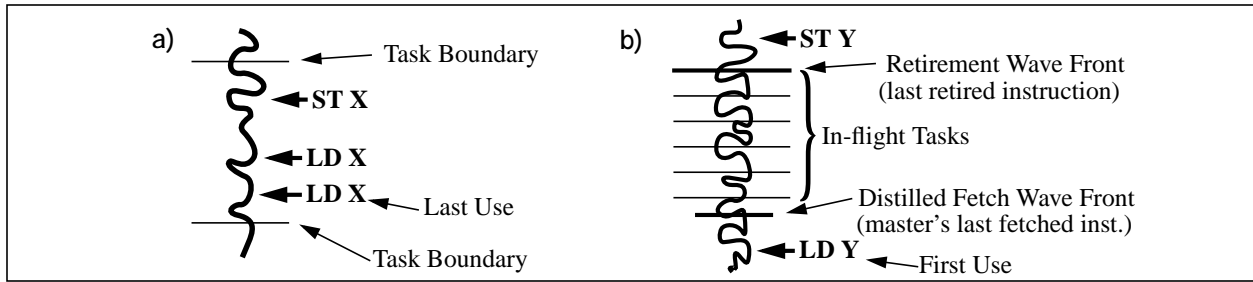 a)
Task Boundary
ST X
LD X
LD X
Last Use
Task Boundary
b)
ST Y
Retirement Wave Front
(last retired instruction)
In-flight Tasks
Distilled Fetch Wave Front
(master's last fetched inst.)
LD Y
First Use